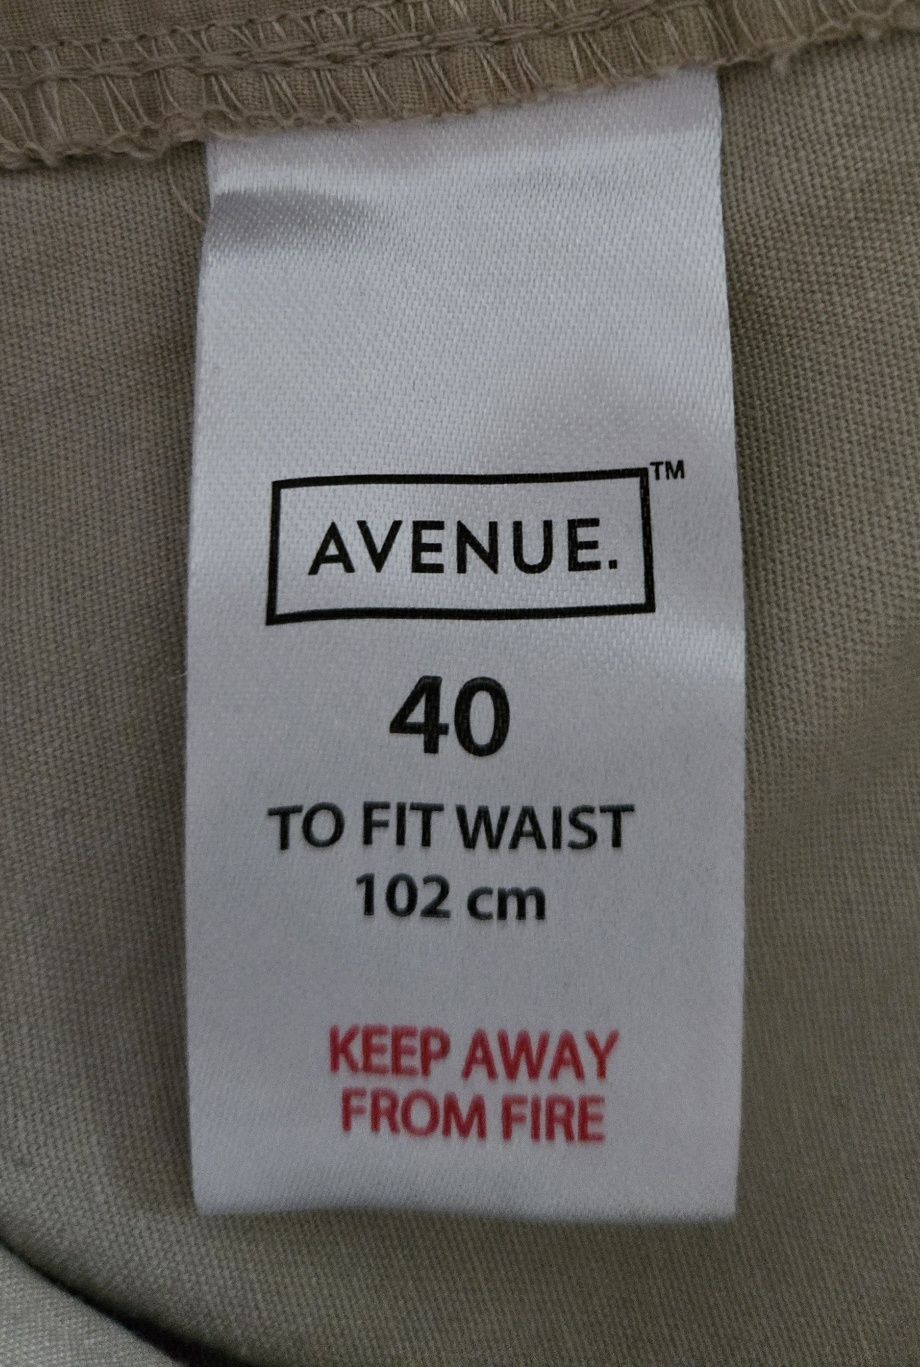 AVENUE.™
40
TO FIT WAIST
102 cm
KEEP AWAY
FROM FIRE